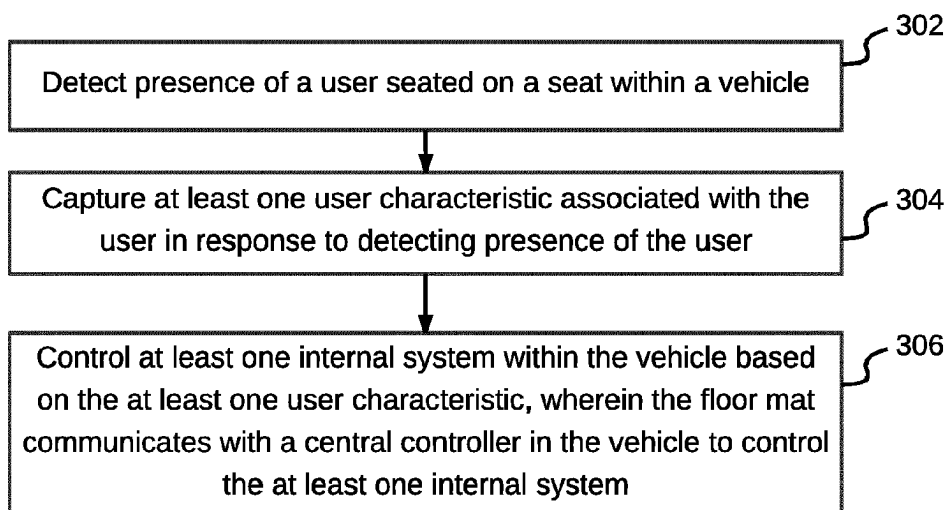 302
Detect presence of a user seated on a seat within a vehicle
Capture at least one user characteristic associated with the
user in response to detecting presence of the user
304
Control at least one internal system within the vehicle based
on the at least one user characteristic, wherein the floor mat
communicates with a central controller in the vehicle to control
the at least one internal system
306